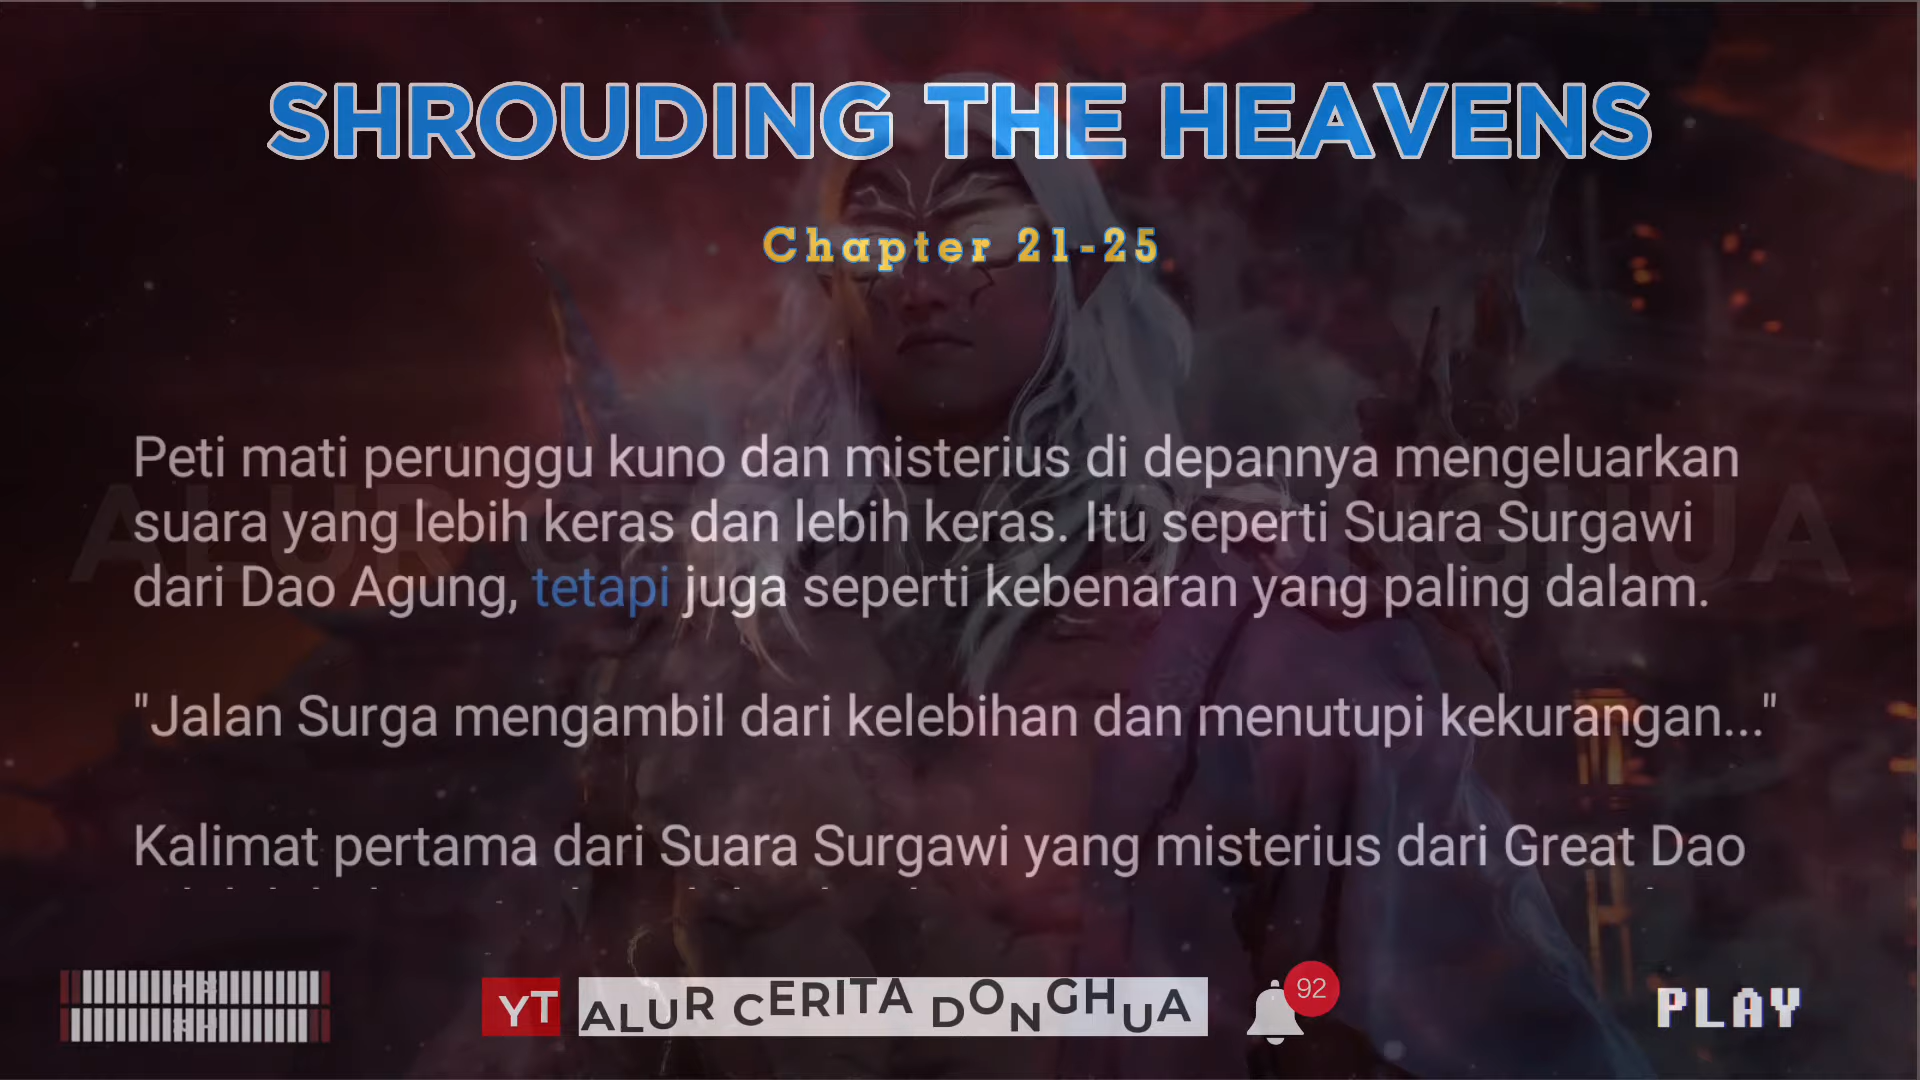 SHROUDING THE HEAVENS
Chapter 21-25
Peti mati perunggu kuno dan misterius di depannya mengeluarkan
suara yang lebih keras dan lebih keras. Itu seperti Suara Surgawi
dari Dao Agung, tetapi juga seperti kebenaran yang paling dalam.
"Jalan Surga mengambil dari kelebihan dan menutupi kekurangan..."
Kalimat pertama dari Suara Surgawi yang misterius dari Great Dao
ALUR CERITA DONGHUA
YT ALUR CERITA DONGHUA
92
PLAY